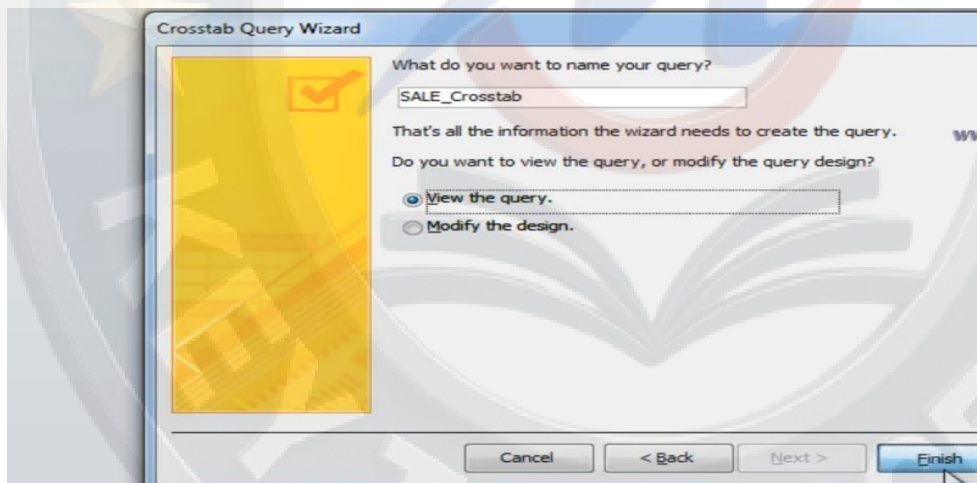 Crosstab Query Wizard
What do you want to name your query?
SALE_Crosstab
That's all the information the wizard needs to create the query.
Do you want to view the query, or modify the query design?
View the query.
Modify the design.
Cancel < Back Next > Finish